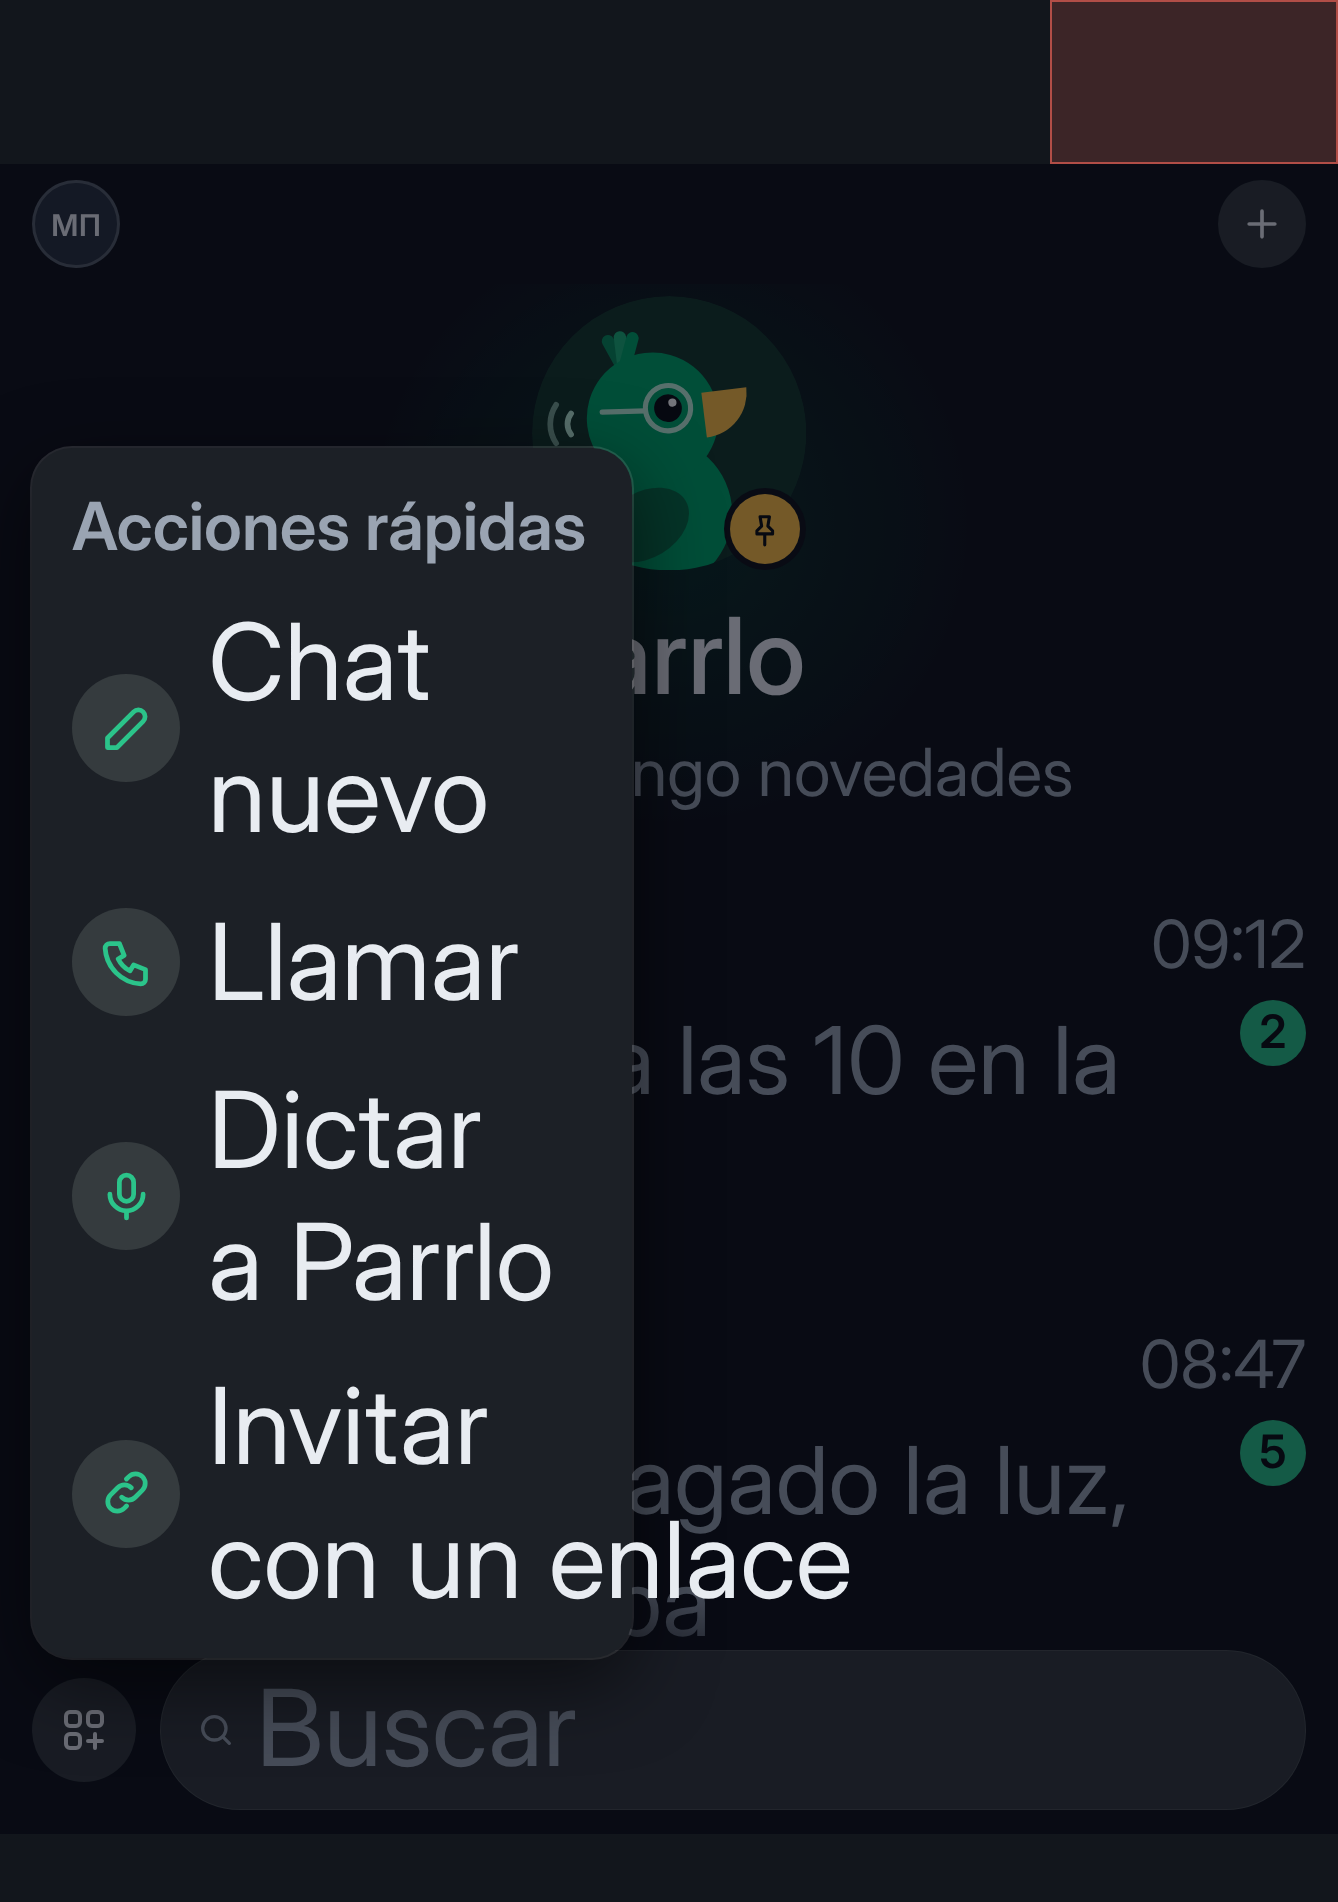 МП
Acciones rápidas
Chat
nuevo
arrlo
ngo novedades
Llamar
09:12
a las 10 en la
2
Dictar
a Parrlo
08:47
Invitar
agado la luz,
5
con un enlace
pa
Buscar